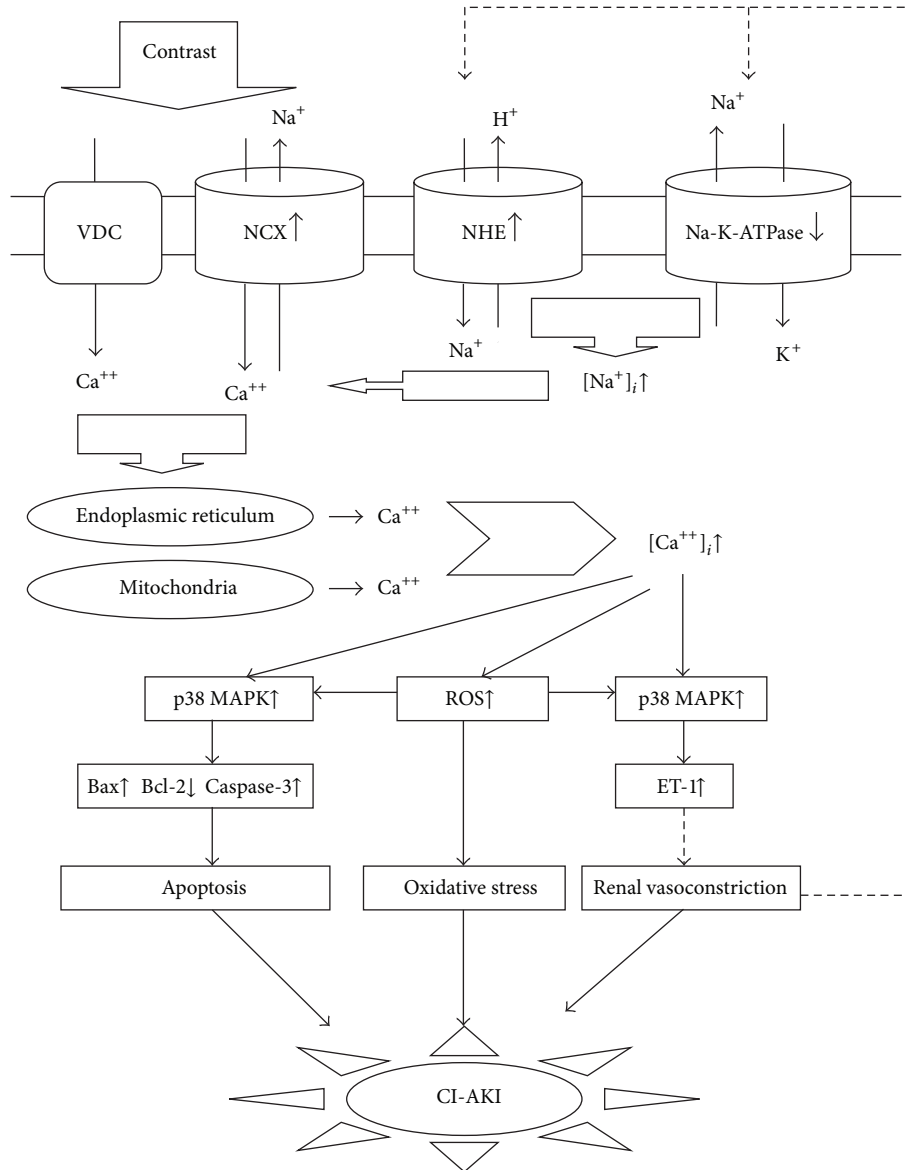 Contrast
Na⁺
H⁺
Na⁺
VDC
NCX↑
NHE↑
Na-K-ATPase↓
Ca⁺⁺
Ca⁺⁺
Na⁺
[Na⁺]ᵢ↑
K⁺
Endoplasmic reticulum
Ca⁺⁺
Mitochondria
Ca⁺⁺
[Ca⁺⁺]ᵢ↑
p38 MAPK↑
ROS↑
p38 MAPK↑
Bax↑ Bcl-2↓ Caspase-3↑
ET-1↑
Apoptosis
Oxidative stress
Renal vasoconstriction
CI-AKI